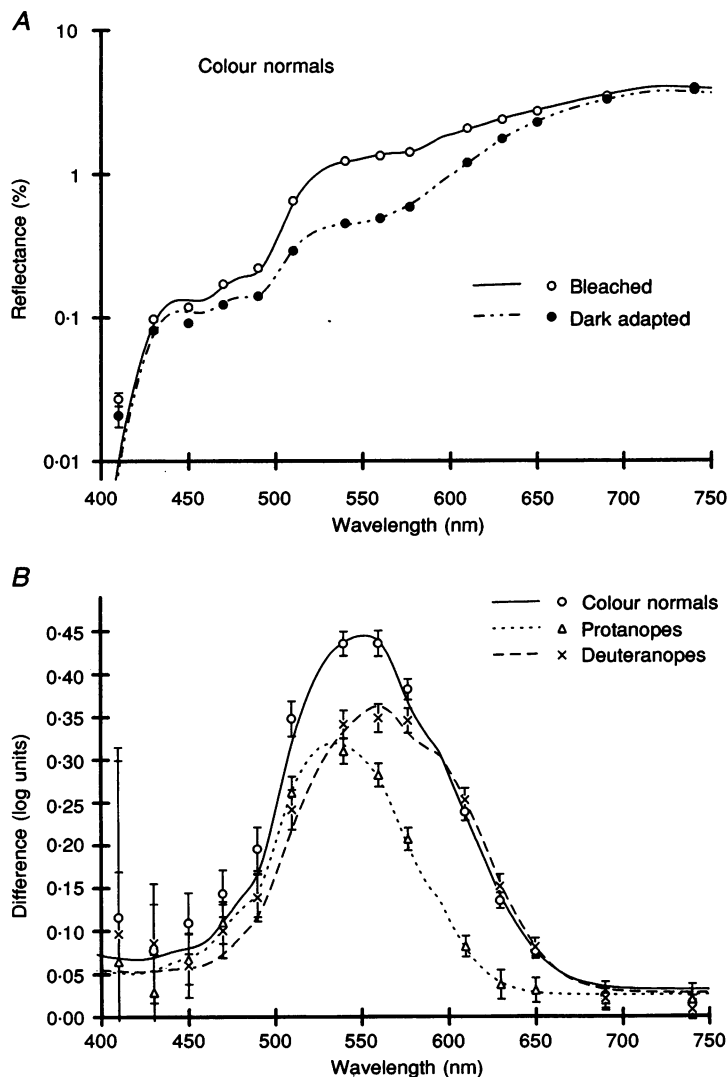 A
10
Colour normals
1
Reflectance (%)
Bleached
0·1
Dark adapted
0·01
400 450 500 550 600 650 700 750
Wavelength (nm)
B
Colour normals
Protanopes
Deuteranopes
0·45
0·40
0·35
0·30
0·25
0·20
0·15
0·10
0·05
0·00
Difference (log units)
400 450 500 550 600 650 700 750
Wavelength (nm)